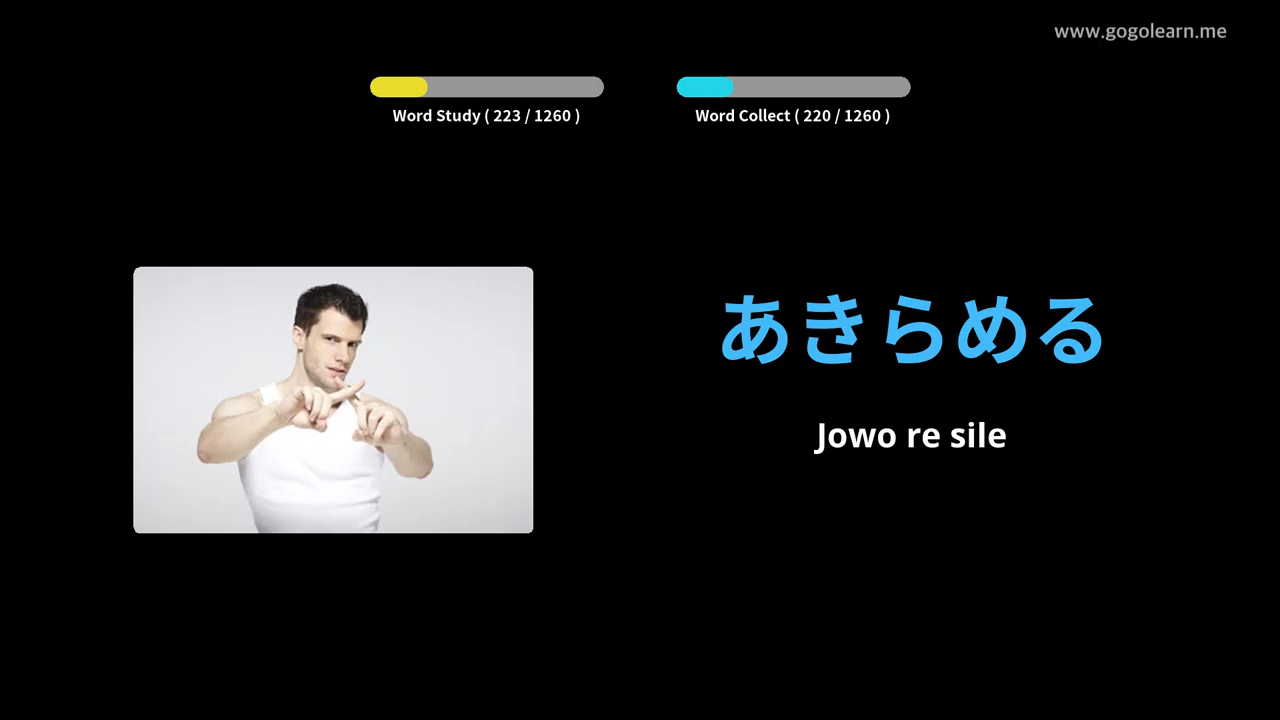 www.gogolearn.me
Word Study ( 223 / 1260 )
Word Collect ( 220 / 1260 )
あきらめる
Jowo re sile